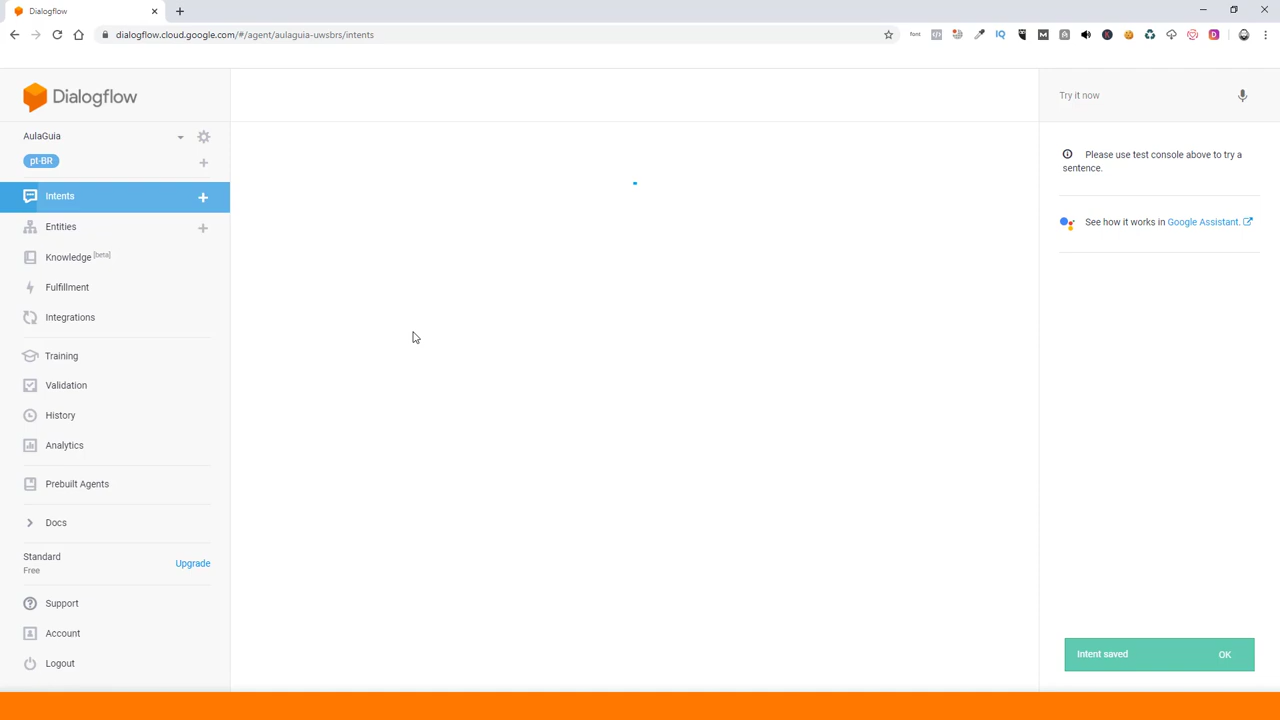 Dialogflow
dialogflow.cloud.google.com/#/agent/aulaguia-uwsbrs/intents
Dialogflow
Try it now
AulaGuia
pt-BR
Please use test console above to try a
sentence.
Intents
See how it works in Google Assistant.
Entities
Knowledge [beta]
Fulfillment
Integrations
Training
Validation
History
Analytics
Prebuilt Agents
Docs
Standard
Free
Upgrade
Support
Account
Logout
Intent saved OK